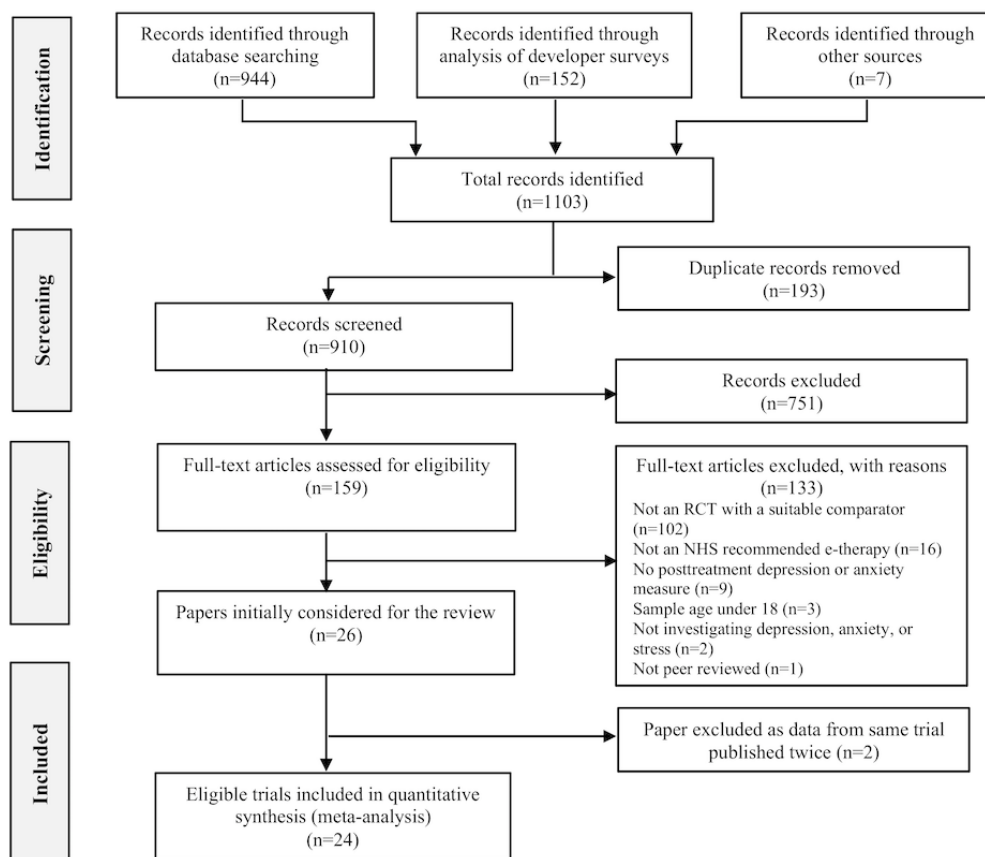 Identification
Records identified through
database searching
(n=944)
Records identified through
analysis of developer surveys
(n=152)
Records identified through
other sources
(n=7)
Total records identified
(n=1103)
Screening
Duplicate records removed
(n=193)
Records screened
(n=910)
Records excluded
(n=751)
Eligibility
Full-text articles assessed for eligibility
(n=159)
Full-text articles excluded, with reasons
(n=133)
Not an RCT with a suitable comparator
(n=102)
Not an NHS recommended e-therapy (n=16)
No posttreatment depression or anxiety
measure (n=9)
Sample age under 18 (n=3)
Not investigating depression, anxiety, or
stress (n=2)
Not peer reviewed (n=1)
Papers initially considered for the review
(n=26)
Included
Paper excluded as data from same trial
published twice (n=2)
Eligible trials included in quantitative
synthesis (meta-analysis)
(n=24)